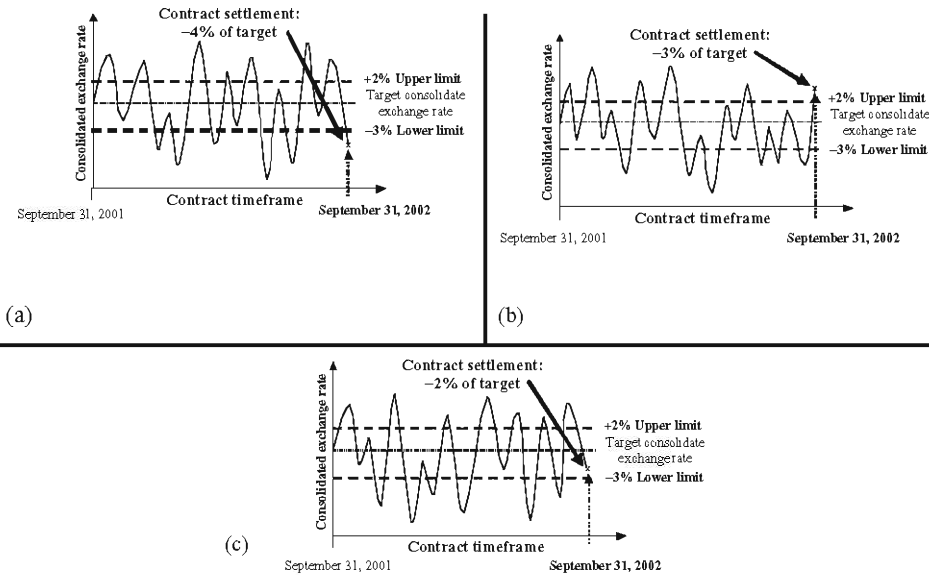 Contract settlement:
−4% of target
Consolidated exchange rate
+2% Upper limit
Target consolidate
exchange rate
−3% Lower limit
Contract timeframe
September 31, 2001
September 31, 2002
(a)
Contract settlement:
−3% of target
Consolidated exchange rate
+2% Upper limit
Target consolidate
exchange rate
−3% Lower limit
Contract timeframe
September 31, 2001
September 31, 2002
(b)
Contract settlement:
−2% of target
Consolidated exchange rate
+2% Upper limit
Target consolidate
exchange rate
−3% Lower limit
Contract timeframe
(c)
September 31, 2001
September 31, 2002